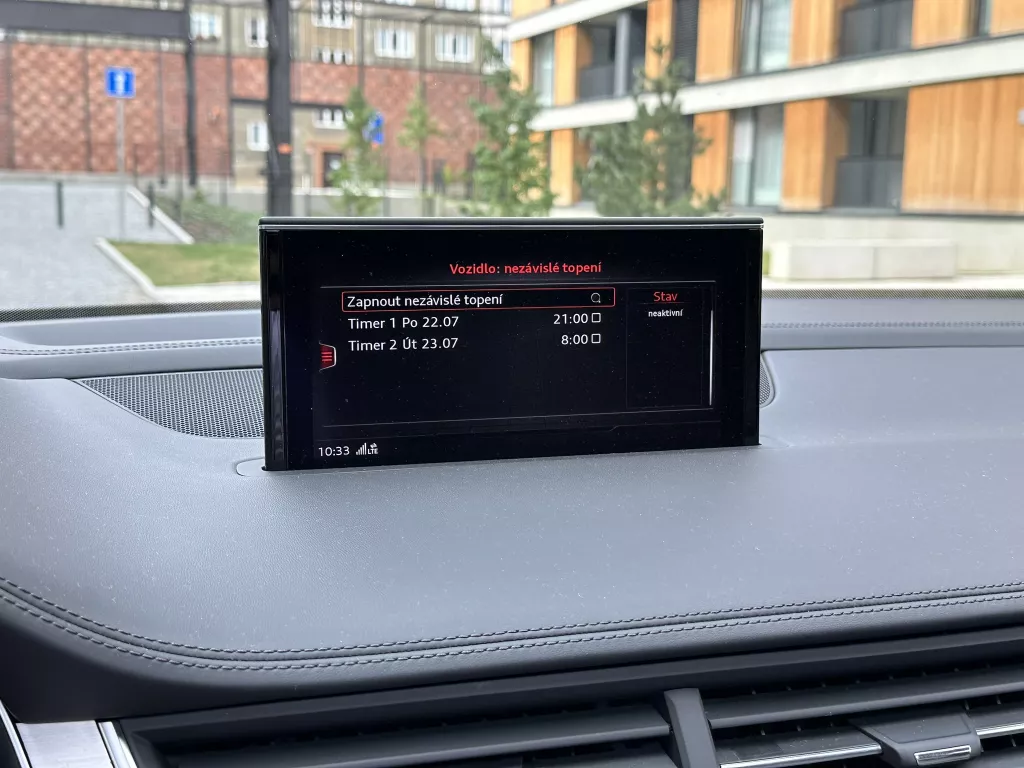 Vozidlo: nezávislé topení
Zapnout nezávislé topení
Timer 1 Po 22.07 21:00
Timer 2 Út 23.07 8:00
Stav
neaktivní
10:33 LTE